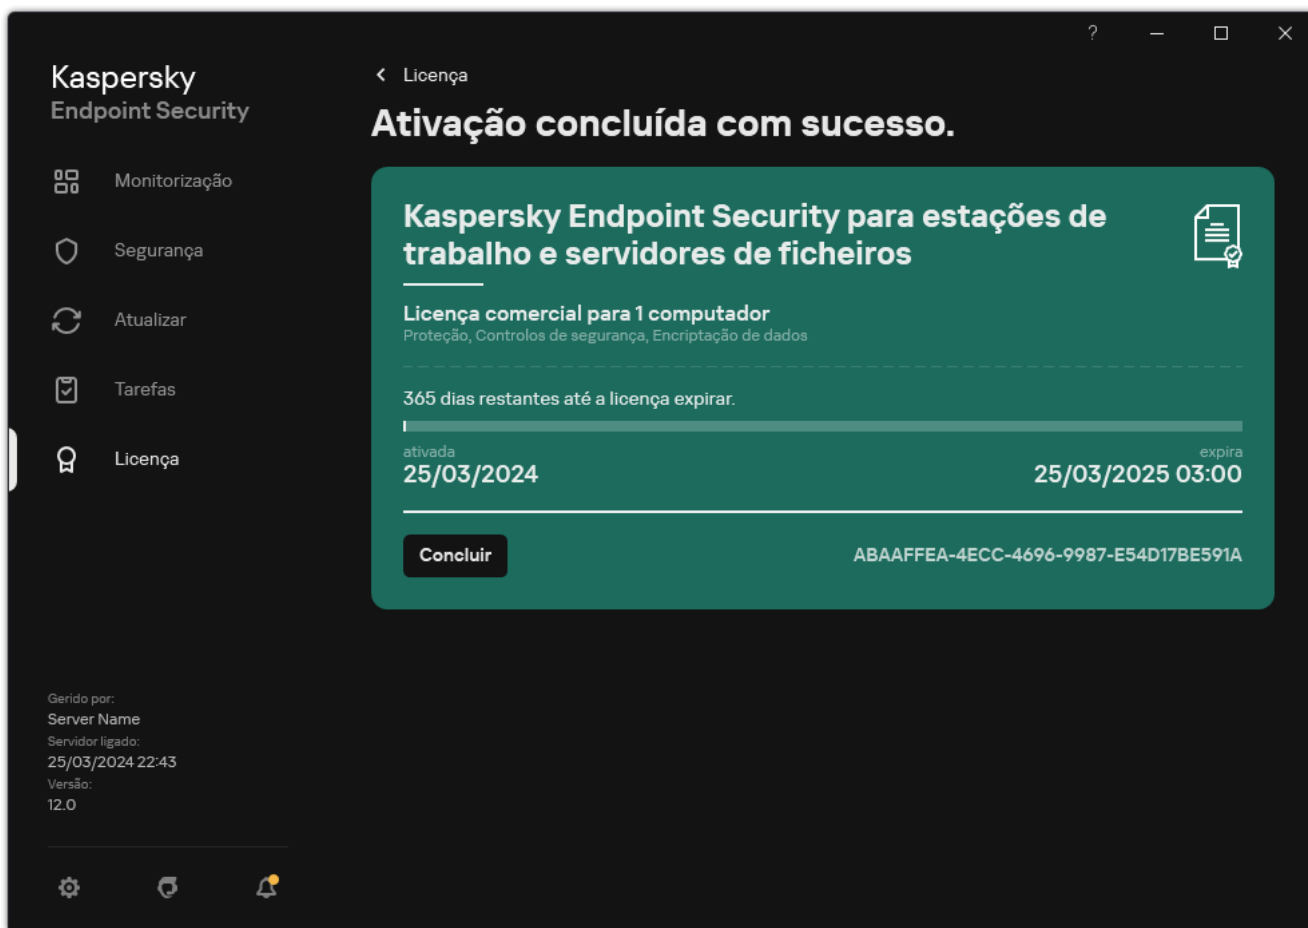 ?
Kaspersky
Endpoint Security
Monitorização
Segurança
Atualizar
Tarefas
Licença
Gerido por:
Server Name
Servidor ligado:
25/03/2024 22:43
Versão:
12.0
Licença
Ativação concluída com sucesso.
Kaspersky Endpoint Security para estações de
trabalho e servidores de ficheiros
Licença comercial para 1 computador
Proteção, Controlos de segurança, Encriptação de dados
365 dias restantes até a licença expirar.
ativada
25/03/2024
expira
25/03/2025 03:00
Concluir
ABAAFFEA-4ECC-4696-9987-E54D17BE591A